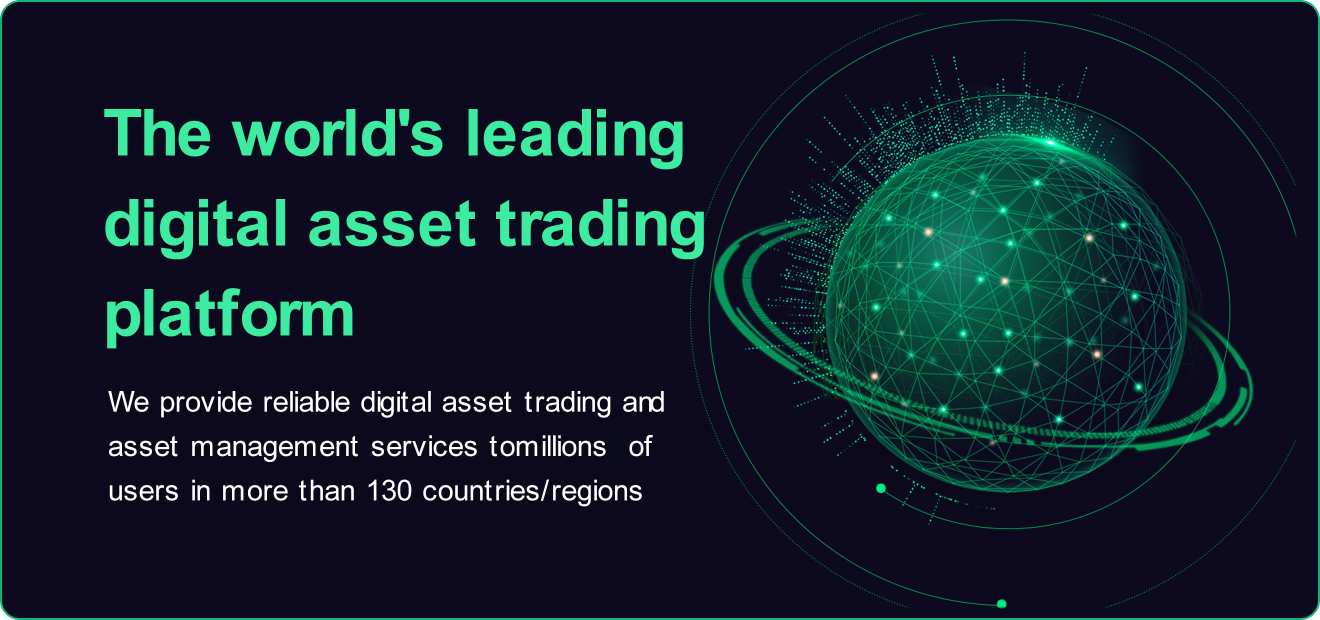 The world's leading
digital asset trading
platform
We provide reliable digital asset trading and
asset management services tomillions of
users in more than 130 countries/regions